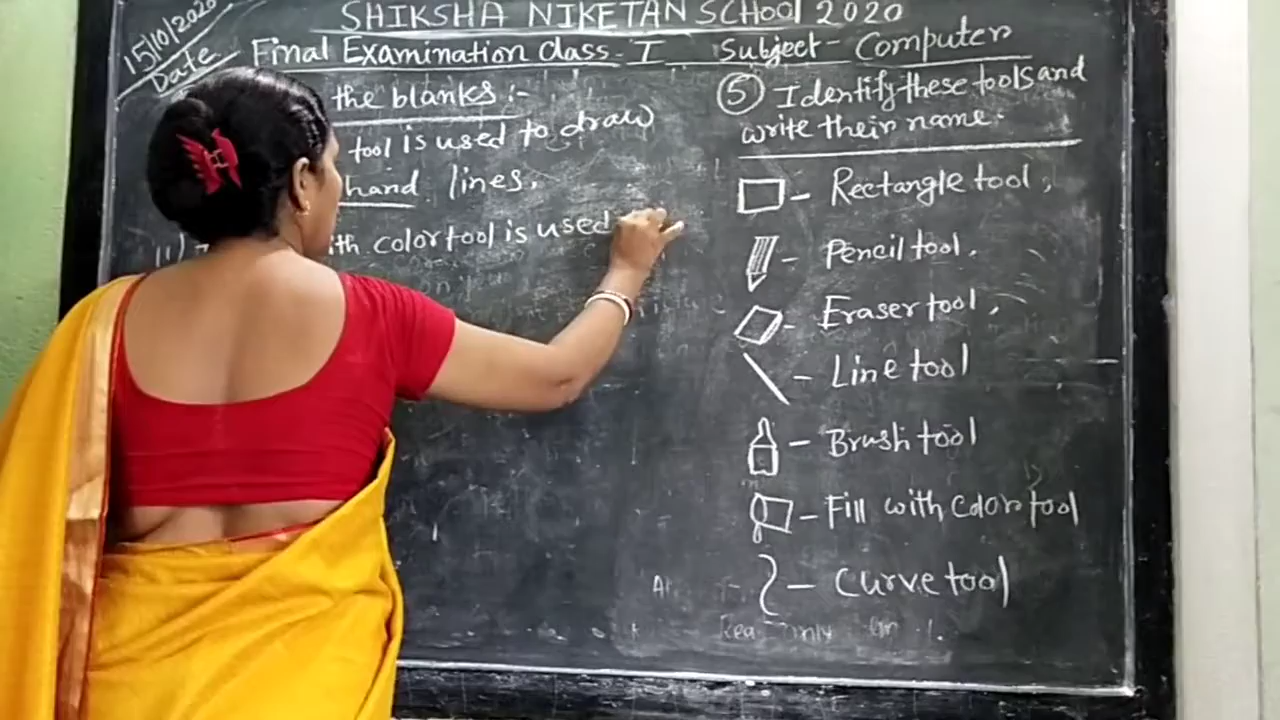 15/10/2020
Date
SHIKSHA NIKETAN SCHOOL 2020
Final Examination Class - I Subject - Computer
the blanks :-
tool is used to draw
hand lines.
ii) with color tool is used
⑤ Identify these tools and
write their name.
- Rectangle tool,
- Pencil tool.
- Eraser tool,
- Line tool
- Brush tool
- Fill with color tool
- Curve tool
only